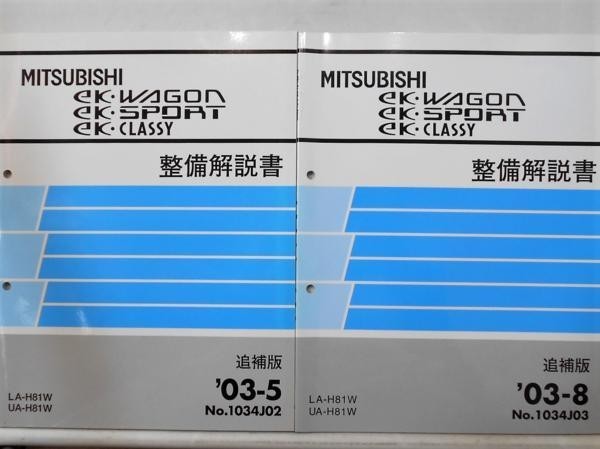 MITSUBISHI
eK·WAGON
eK·SPORT
eK·CLASSY
整備解説書
追補版
'03-5
No.1034J02
LA-H81W
UA-H81W
MITSUBISHI
eK·WAGON
eK·SPORT
eK·CLASSY
整備解説書
追補版
'03-8
No.1034J03
LA-H81W
UA-H81W